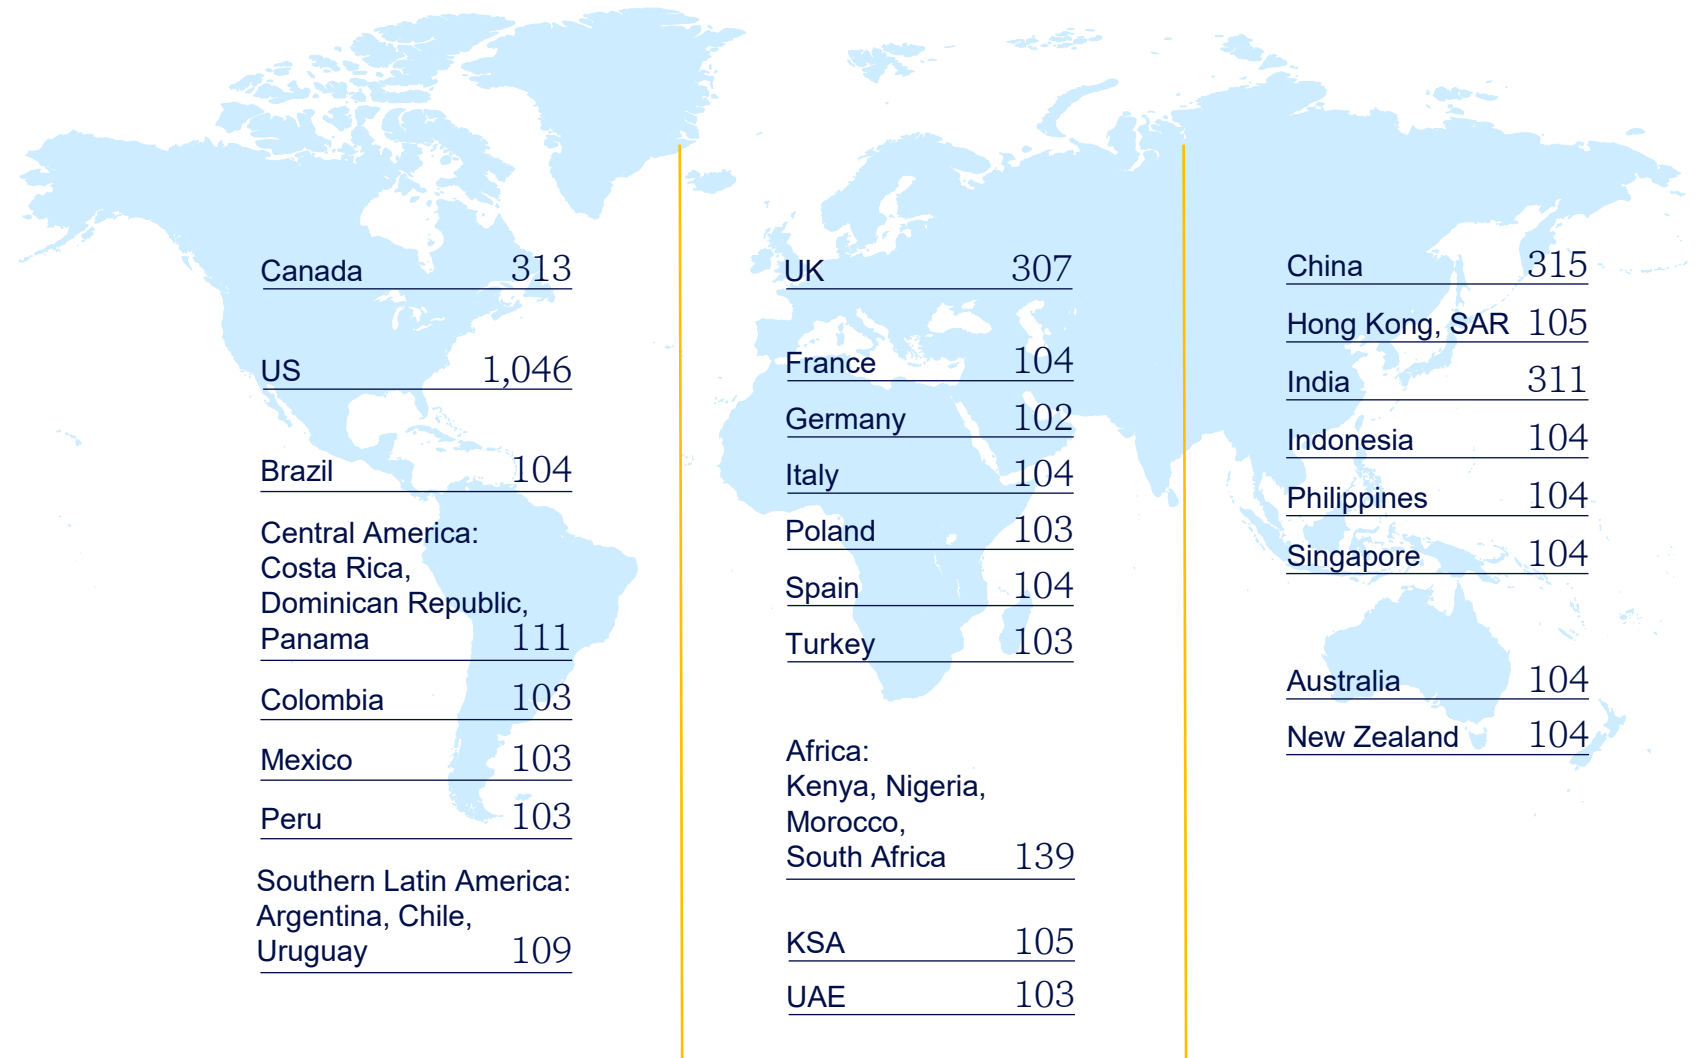 Canada 313
US 1,046
Brazil 104
Central America:
Costa Rica,
Dominican Republic,
Panama 111
Colombia 103
Mexico 103
Peru 103
Southern Latin America:
Argentina, Chile,
Uruguay 109
UK 307
France 104
Germany 102
Italy 104
Poland 103
Spain 104
Turkey 103
Africa:
Kenya, Nigeria,
Morocco,
South Africa 139
KSA 105
UAE 103
China 315
Hong Kong, SAR 105
India 311
Indonesia 104
Philippines 104
Singapore 104
Australia 104
New Zealand 104